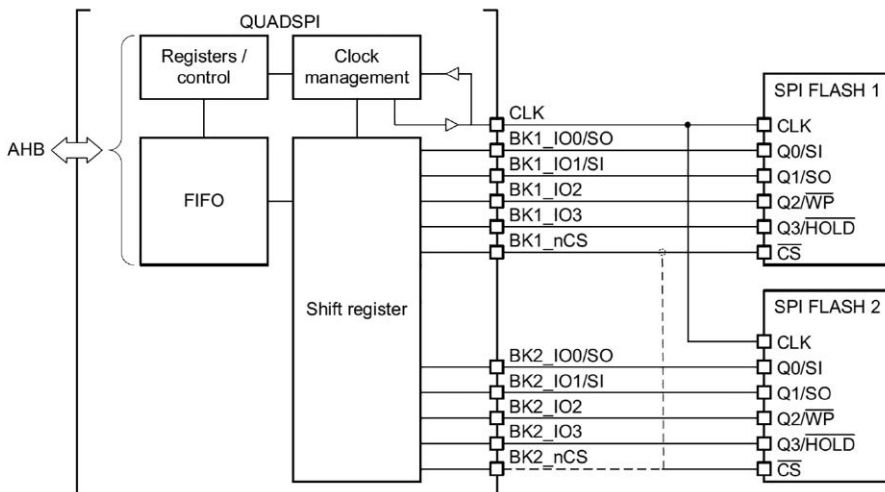 QUADSPI
Registers /
control
Clock
management
AHB
FIFO
Shift register
CLK
BK1_IO0/SO
BK1_IO1/SI
BK1_IO2
BK1_IO3
BK1_nCS
BK2_IO0/SO
BK2_IO1/SI
BK2_IO2
BK2_IO3
BK2_nCS
SPI FLASH 1
CLK
Q0/SI
Q1/SO
Q2/WP
Q3/HOLD
CS
SPI FLASH 2
CLK
Q0/SI
Q1/SO
Q2/WP
Q3/HOLD
CS